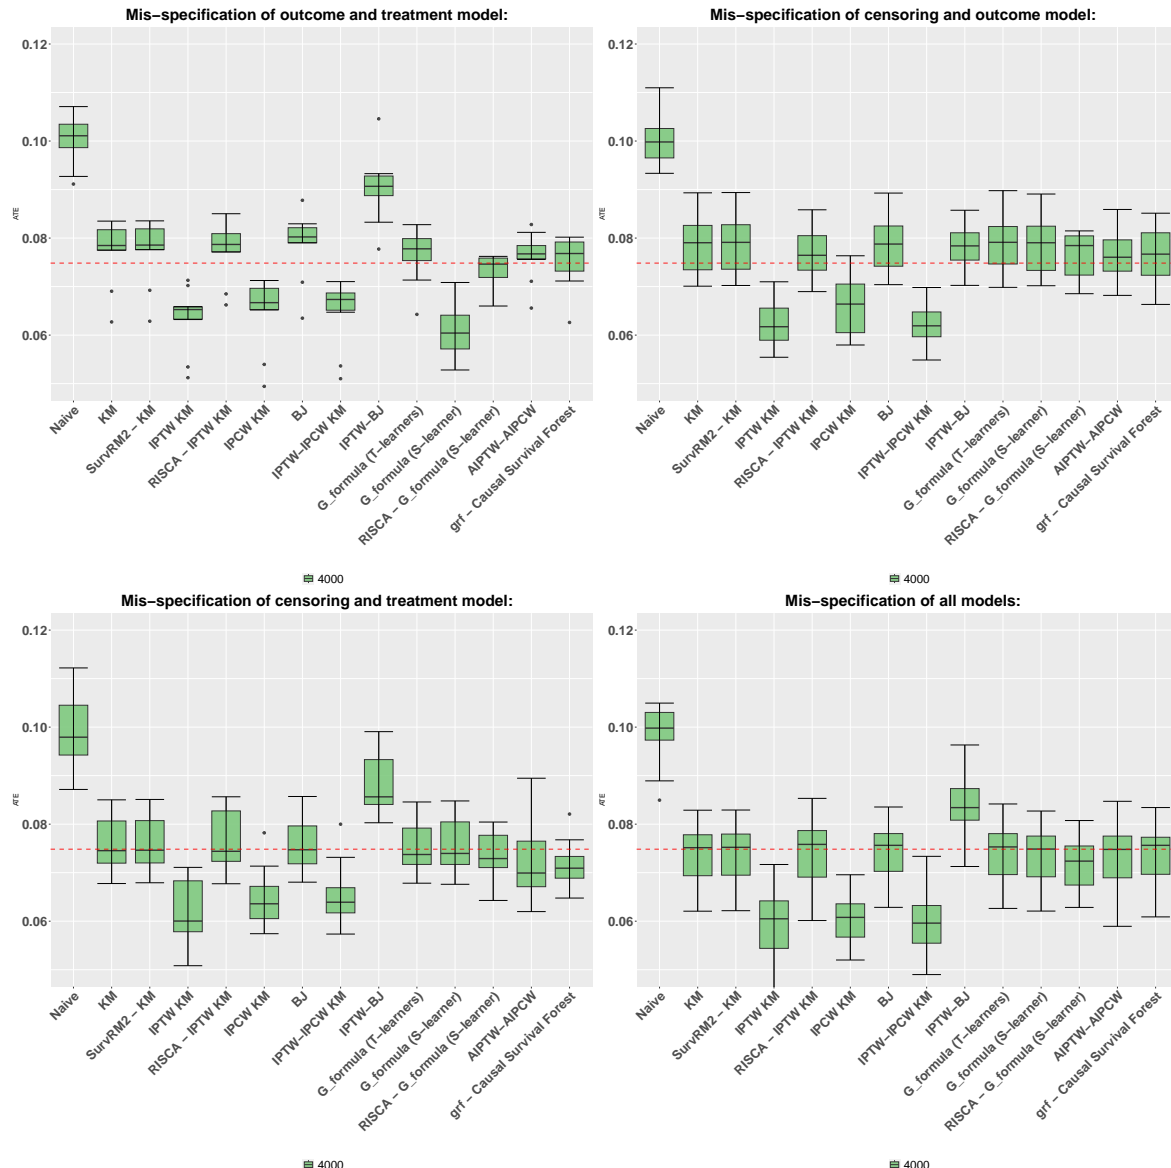 Mis-specification of outcome and treatment model:
0.12
0.10
0.08
0.06
ATE
Naive
KM
SurvRM2 - KM
IPTW KM
RISCA - IPTW KM
IPCW KM
BJ
IPTW-IPCW KM
IPTW-BJ
G_formula (T-learners)
G_formula (S-learner)
RISCA - G_formula (S-learner)
AIPTW-AIPCW
grf - Causal Survival Forest
4000
Mis-specification of censoring and outcome model:
0.12
0.10
0.08
0.06
ATE
Naive
KM
SurvRM2 - KM
IPTW KM
RISCA - IPTW KM
IPCW KM
BJ
IPTW-IPCW KM
IPTW-BJ
G_formula (T-learners)
G_formula (S-learner)
RISCA - G_formula (S-learner)
AIPTW-AIPCW
grf - Causal Survival Forest
4000
Mis-specification of censoring and treatment model:
0.12
0.10
0.08
0.06
ATE
Naive
KM
SurvRM2 - KM
IPTW KM
RISCA - IPTW KM
IPCW KM
BJ
IPTW-IPCW KM
IPTW-BJ
G_formula (T-learners)
G_formula (S-learner)
RISCA - G_formula (S-learner)
AIPTW-AIPCW
grf - Causal Survival Forest
4000
Mis-specification of all models:
0.12
0.10
0.08
0.06
ATE
Naive
KM
SurvRM2 - KM
IPTW KM
RISCA - IPTW KM
IPCW KM
BJ
IPTW-IPCW KM
IPTW-BJ
G_formula (T-learners)
G_formula (S-learner)
RISCA - G_formula (S-learner)
AIPTW-AIPCW
grf - Causal Survival Forest
4000